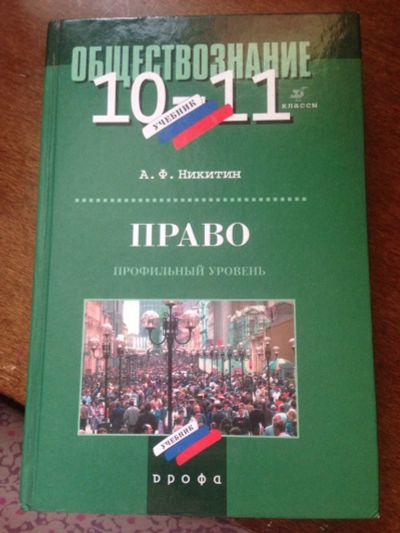 ОБЩЕСТВОЗНАНИЕ
10–11
КЛАССЫ
УЧЕБНИК
А. Ф. Никитин
ПРАВО
ПРОФИЛЬНЫЙ УРОВЕНЬ
УЧЕБНИК
дрофа